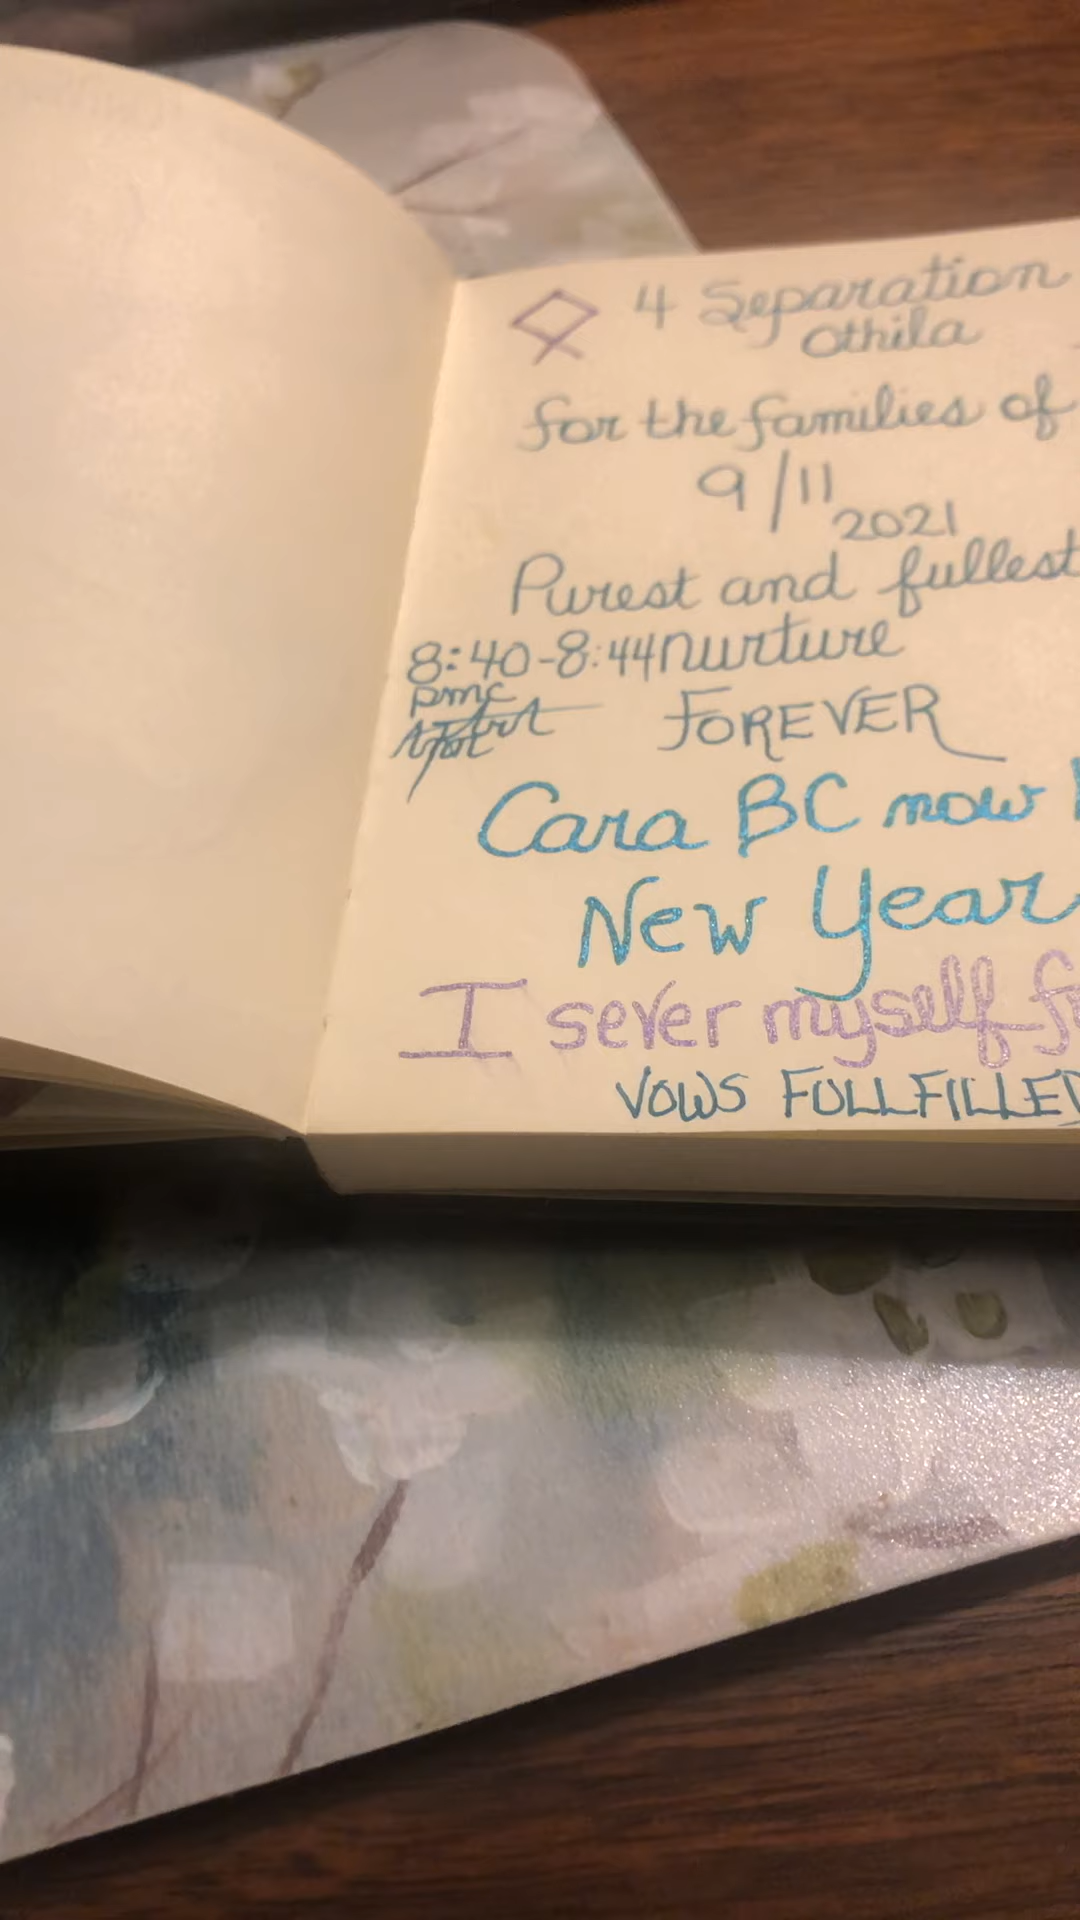 4 Separation
Othila
for the families of
9/11
2021
Purest and fullest
8:40-8:44 nurture
pmc
FOREVER
Cara BC now
New Year
I sever myself
VOWS FULLFILLED